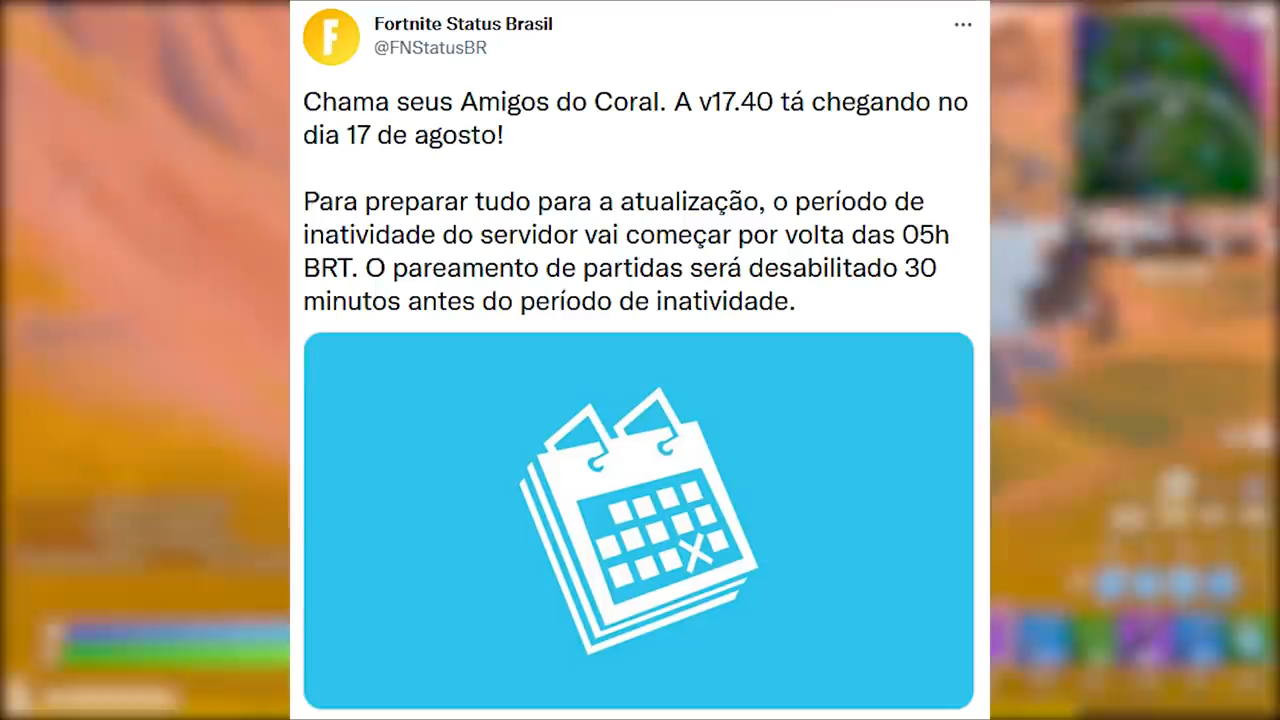 F
Fortnite Status Brasil
@FNStatusBR
Chama seus Amigos do Coral. A v17.40 tá chegando no
dia 17 de agosto!
Para preparar tudo para a atualização, o período de
inatividade do servidor vai começar por volta das 05h
BRT. O pareamento de partidas será desabilitado 30
minutos antes do período de inatividade.